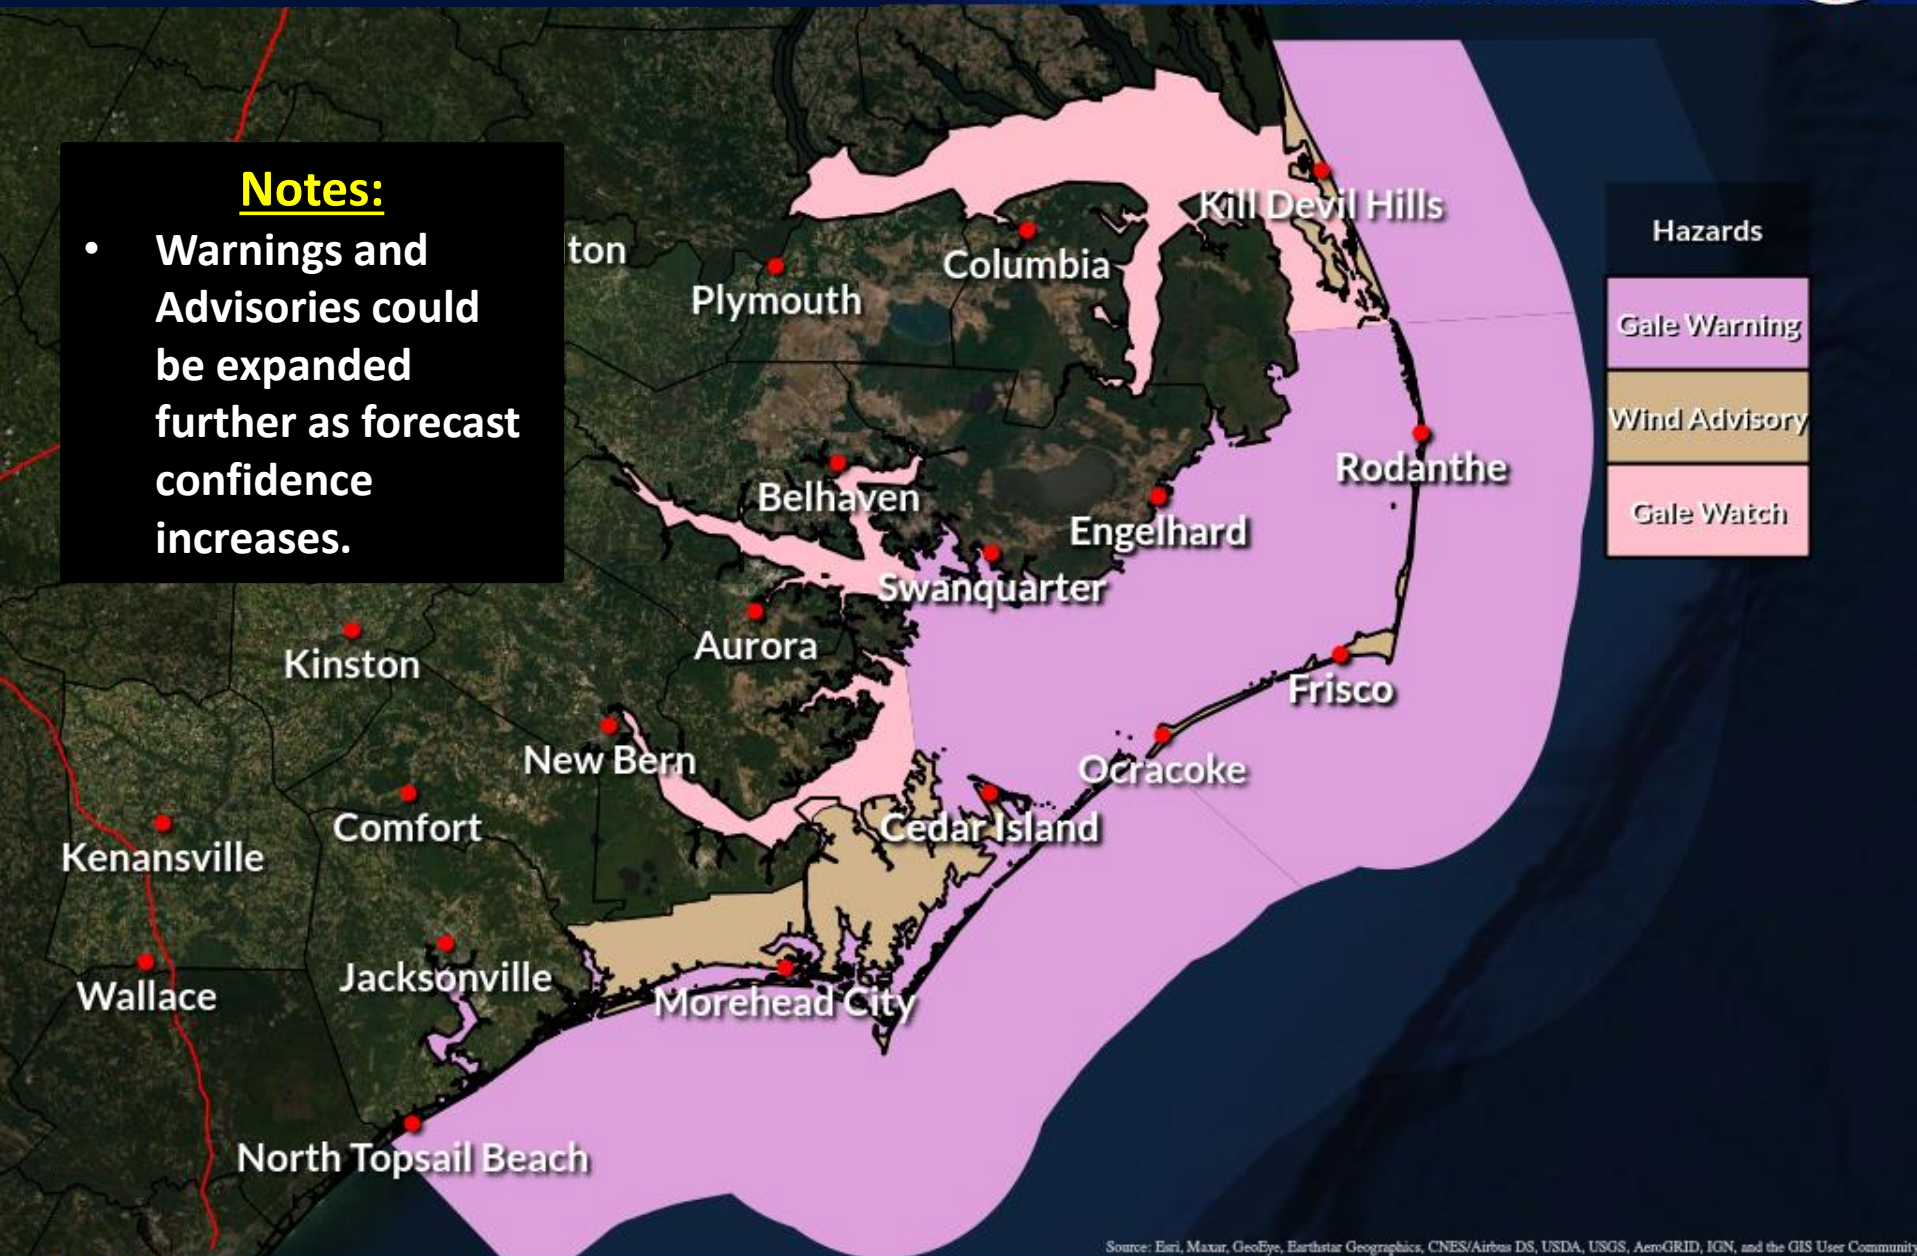 Notes:
• Warnings and
Advisories could
be expanded
further as forecast
confidence
increases.
ton
Kill Devil Hills
Columbia
Plymouth
Hazards
Gale Warning
Wind Advisory
Gale Watch
Rodanthe
Belhaven
Engelhard
Swanquarter
Aurora
Kinston
Frisco
New Bern
Ocracoke
Comfort
Cedar Island
Kenansville
Jacksonville
Wallace
Morehead City
North Topsail Beach
Source: Esri, Maxar, GeoEye, Earthstar Geographics, CNES/Airbus DS, USDA, USGS, AeroGRID, IGN, and the GIS User Community